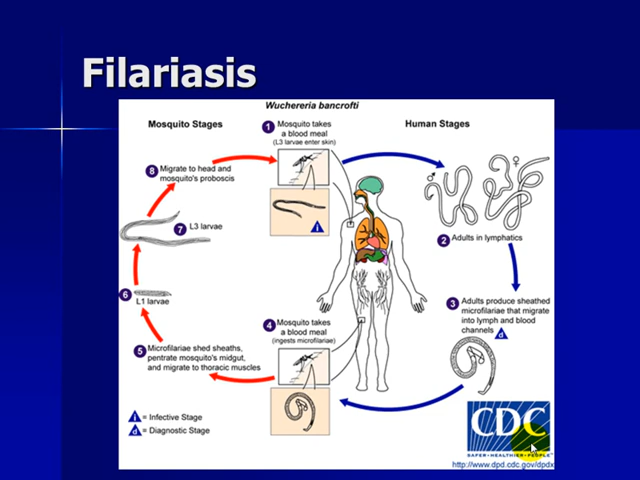 Filariasis
Wuchereria bancrofti
Mosquito Stages
Human Stages
1 Mosquito takes
a blood meal
(L3 larvae enter skin)
8 Migrate to head and
mosquito's proboscis
i
♂
♀
7 L3 larvae
2 Adults in lymphatics
6
L1 larvae
3 Adults produce sheathed
microfilariae that migrate
into lymph and blood
channels d
4 Mosquito takes
a blood meal
(ingests microfilariae)
5 Microfilariae shed sheaths,
pentrate mosquito's midgut,
and migrate to thoracic muscles
i = Infective Stage
d = Diagnostic Stage
CDC
SAFER • HEALTHIER • PEOPLE™
http://www.dpd.cdc.gov/dpdx